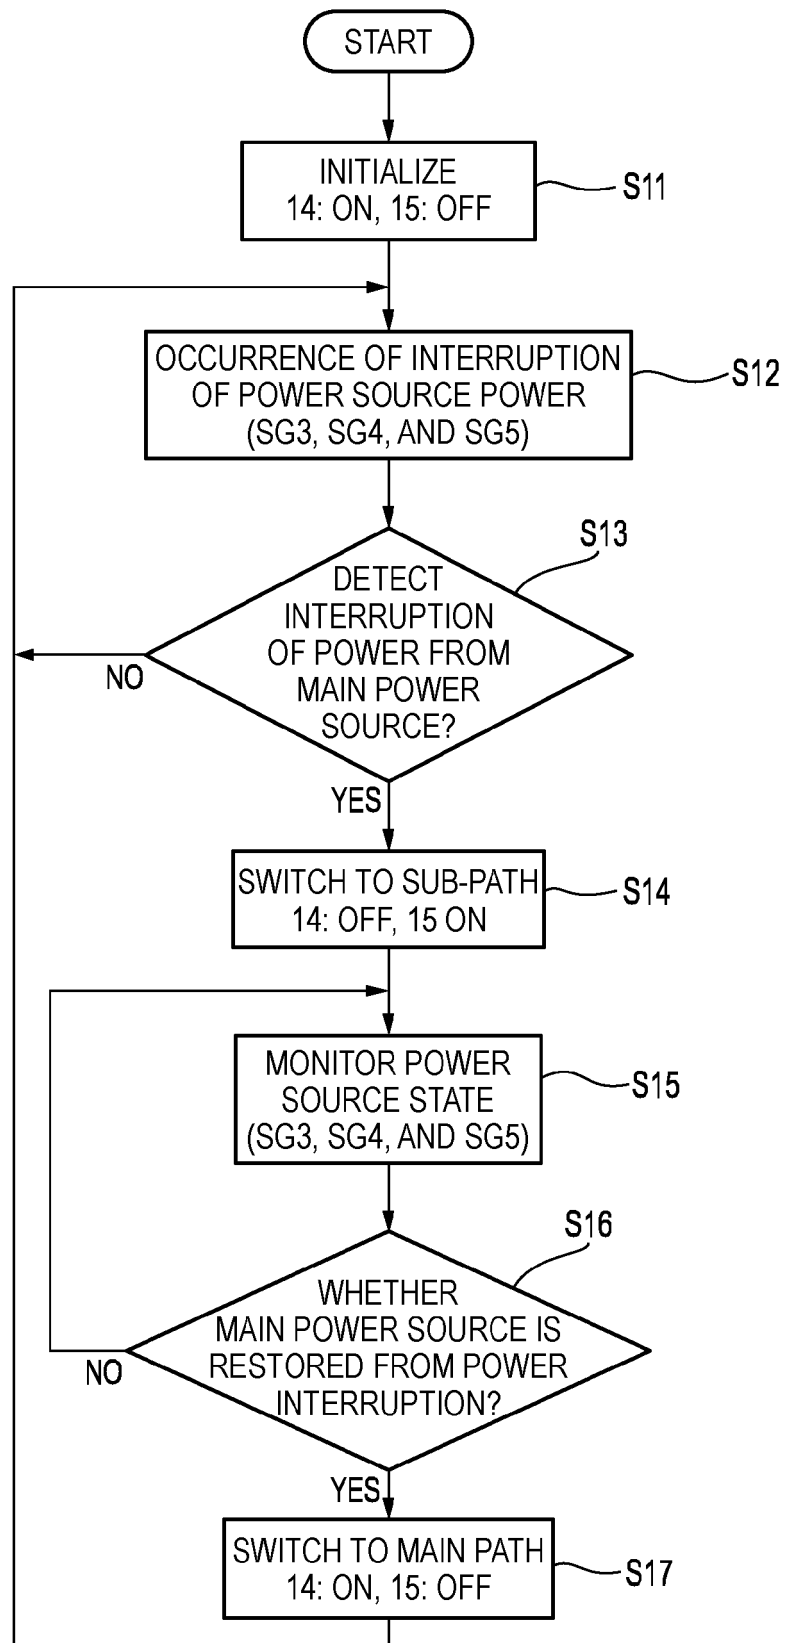 START
INITIALIZE
14: ON, 15: OFF
S11
OCCURRENCE OF INTERRUPTION
OF POWER SOURCE POWER
(SG3, SG4, AND SG5)
S12
S13
DETECT
INTERRUPTION
OF POWER FROM
MAIN POWER
SOURCE?
NO
YES
SWITCH TO SUB-PATH
14: OFF, 15 ON
S14
MONITOR POWER
SOURCE STATE
(SG3, SG4, AND SG5)
S15
S16
WHETHER
MAIN POWER SOURCE IS
RESTORED FROM POWER
INTERRUPTION?
NO
YES
SWITCH TO MAIN PATH
14: ON, 15: OFF
S17